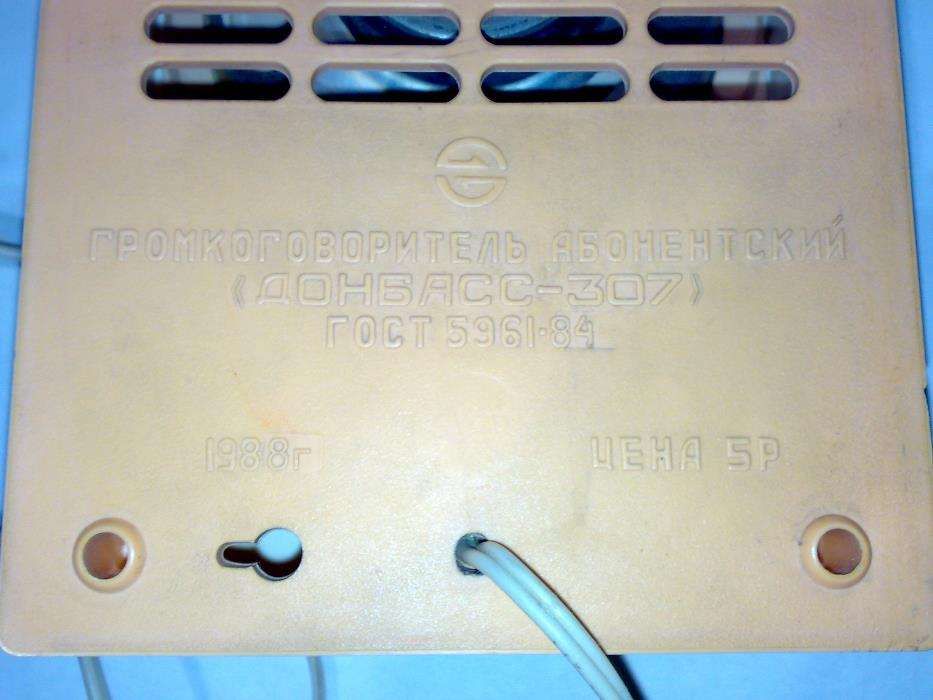 ГРОМКОГОВОРИТЕЛЬ АБОНЕНТСКИЙ
《ДОНБАСС-307》
ГОСТ 5961·84
1988г ЦЕНА 5Р